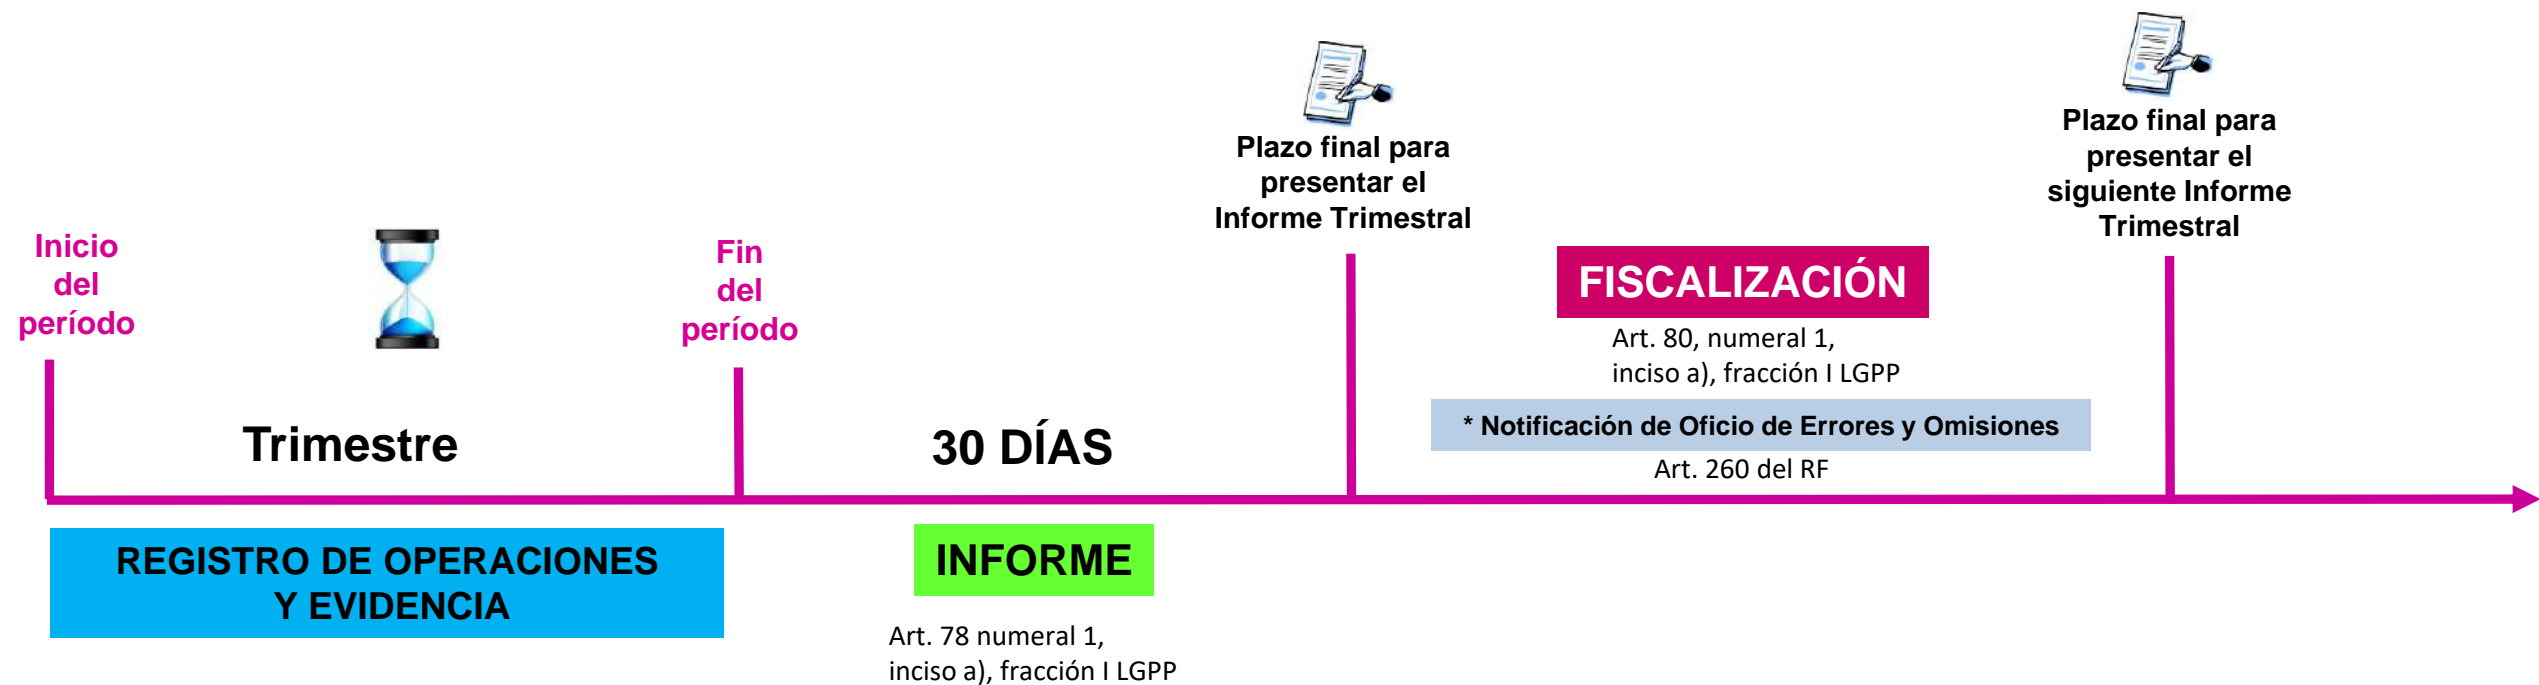 Inicio
del
período
Trimestre
Fin
del
período
30 DÍAS
Plazo final para
presentar el
Informe Trimestral
FISCALIZACIÓN
Art. 80, numeral 1,
inciso a), fracción I LGPP
* Notificación de Oficio de Errores y Omisiones
Art. 260 del RF
Plazo final para
presentar el
siguiente Informe
Trimestral
REGISTRO DE OPERACIONES
Y EVIDENCIA
INFORME
Art. 78 numeral 1,
inciso a), fracción I LGPP